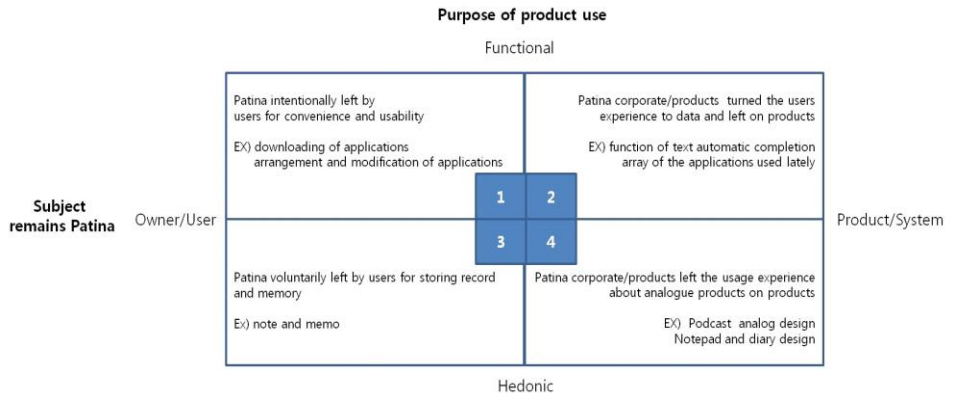 Purpose of product use
Functional
Patina intentionally left by
users for convenience and usability
EX) downloading of applications
arrangement and modification of applications
Patina corporate/products turned the users
experience to data and left on products
EX) function of text automatic completion
array of the applications used lately
1
2
Subject
remains Patina
Owner/User
Product/System
3
4
Patina voluntarily left by users for storing record
and memory
Ex) note and memo
Patina corporate/products left the usage experience
about analogue products on products
EX) Podcast analog design
Notepad and diary design
Hedonic